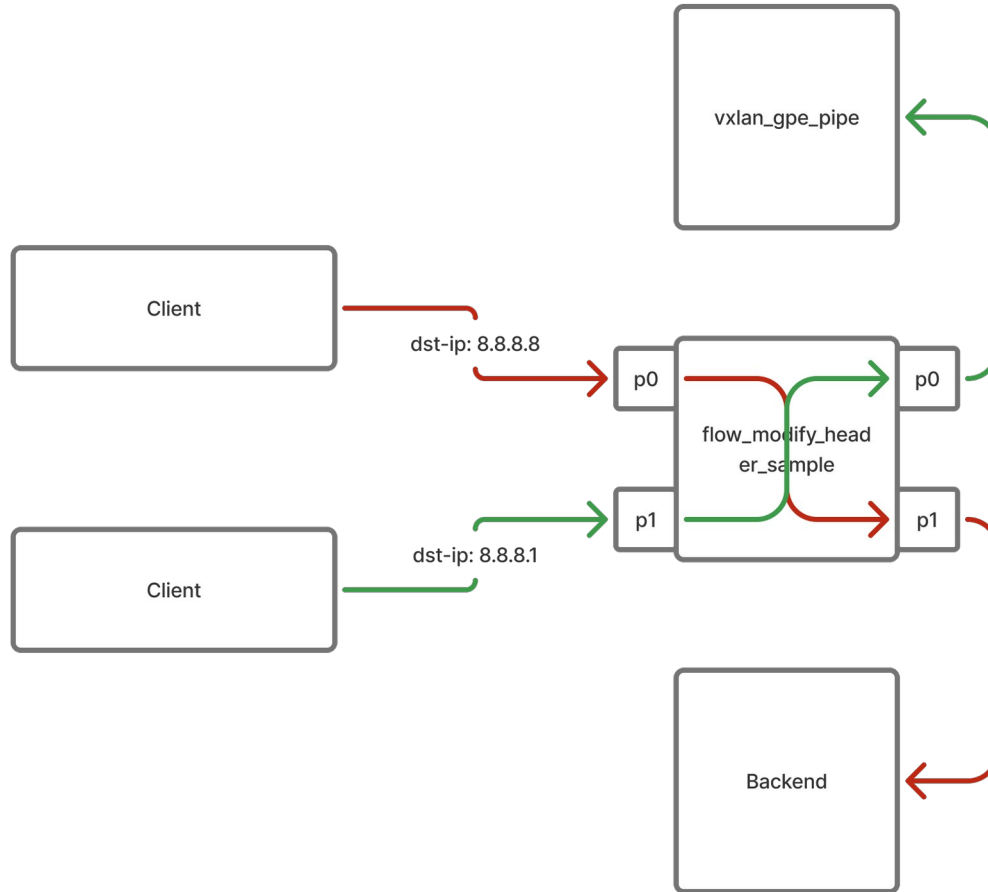 vxlan_gpe_pipe
Client
dst-ip: 8.8.8.8
p0
p0
flow_modify_head
er_sample
p1
p1
dst-ip: 8.8.8.1
Client
Backend